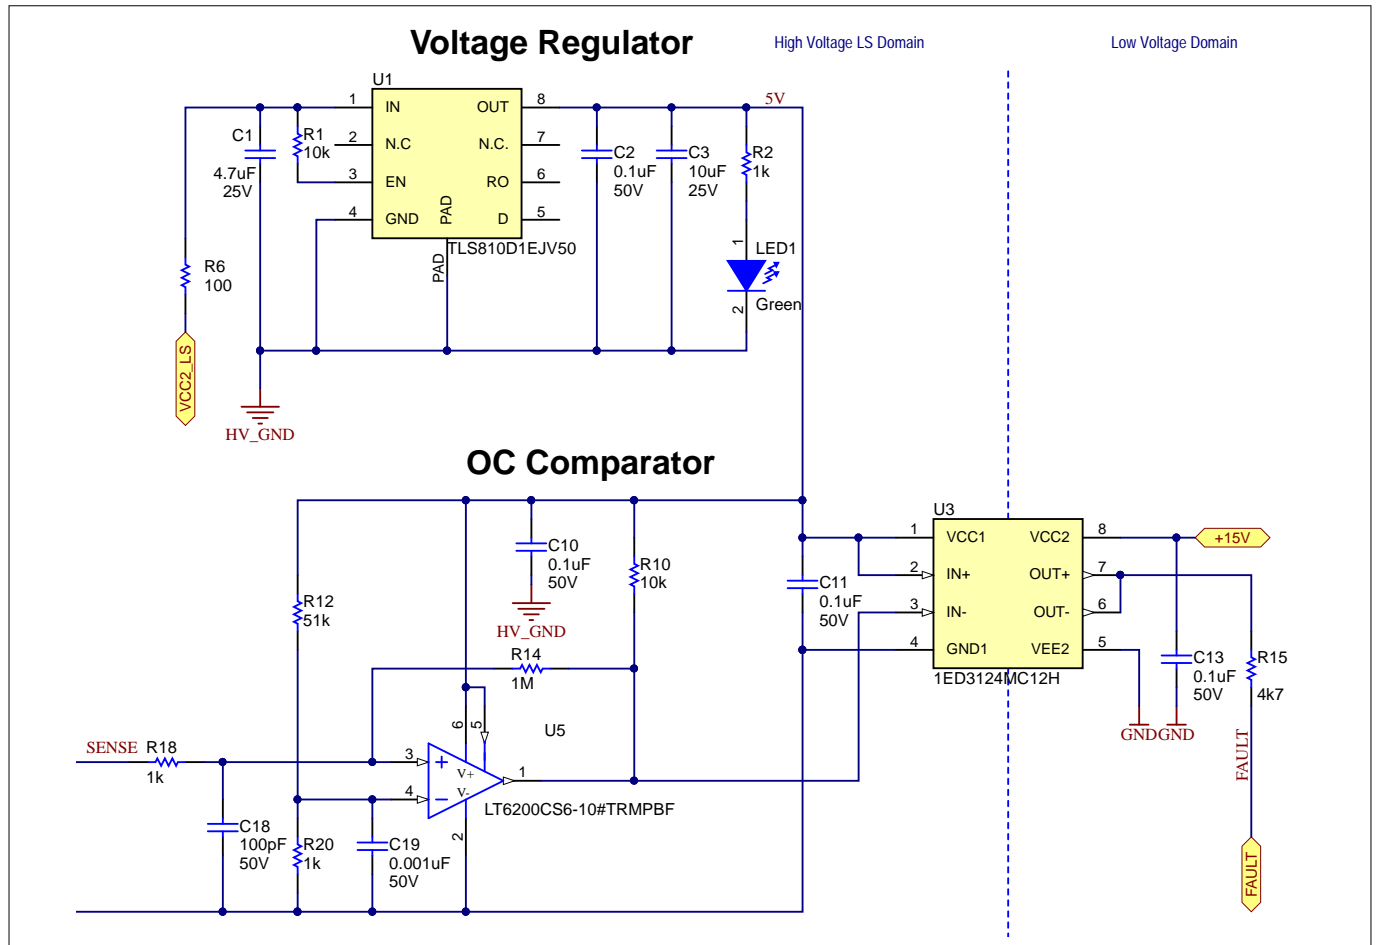 Voltage Regulator
High Voltage LS Domain
Low Voltage Domain
U1
1 IN OUT 8
2 N.C N.C. 7
3 EN RO 6
4 GND D 5
PAD
PAD
TLS810D1EJV50
C1
4.7uF
25V
R1
10k
R6
100
VCC2_LS
HV_GND
5V
C2
0.1uF
50V
C3
10uF
25V
R2
1k
1
LED1
2
Green
OC Comparator
R12
51k
C10
0.1uF
50V
HV_GND
R10
10k
R14
1M
C11
0.1uF
50V
U3
1 VCC1 VCC2 8
2 IN+ OUT+ 7
3 IN- OUT- 6
4 GND1 VEE2 5
1ED3124MC12H
+15V
C13
0.1uF
50V
GND
GND
R15
4k7
FAULT
FAULT
SENSE
R18
1k
C18
100pF
50V
R20
1k
C19
0.001uF
50V
U5
6
5
3
4
V+
V-
1
2
LT6200CS6-10#TRMPBF